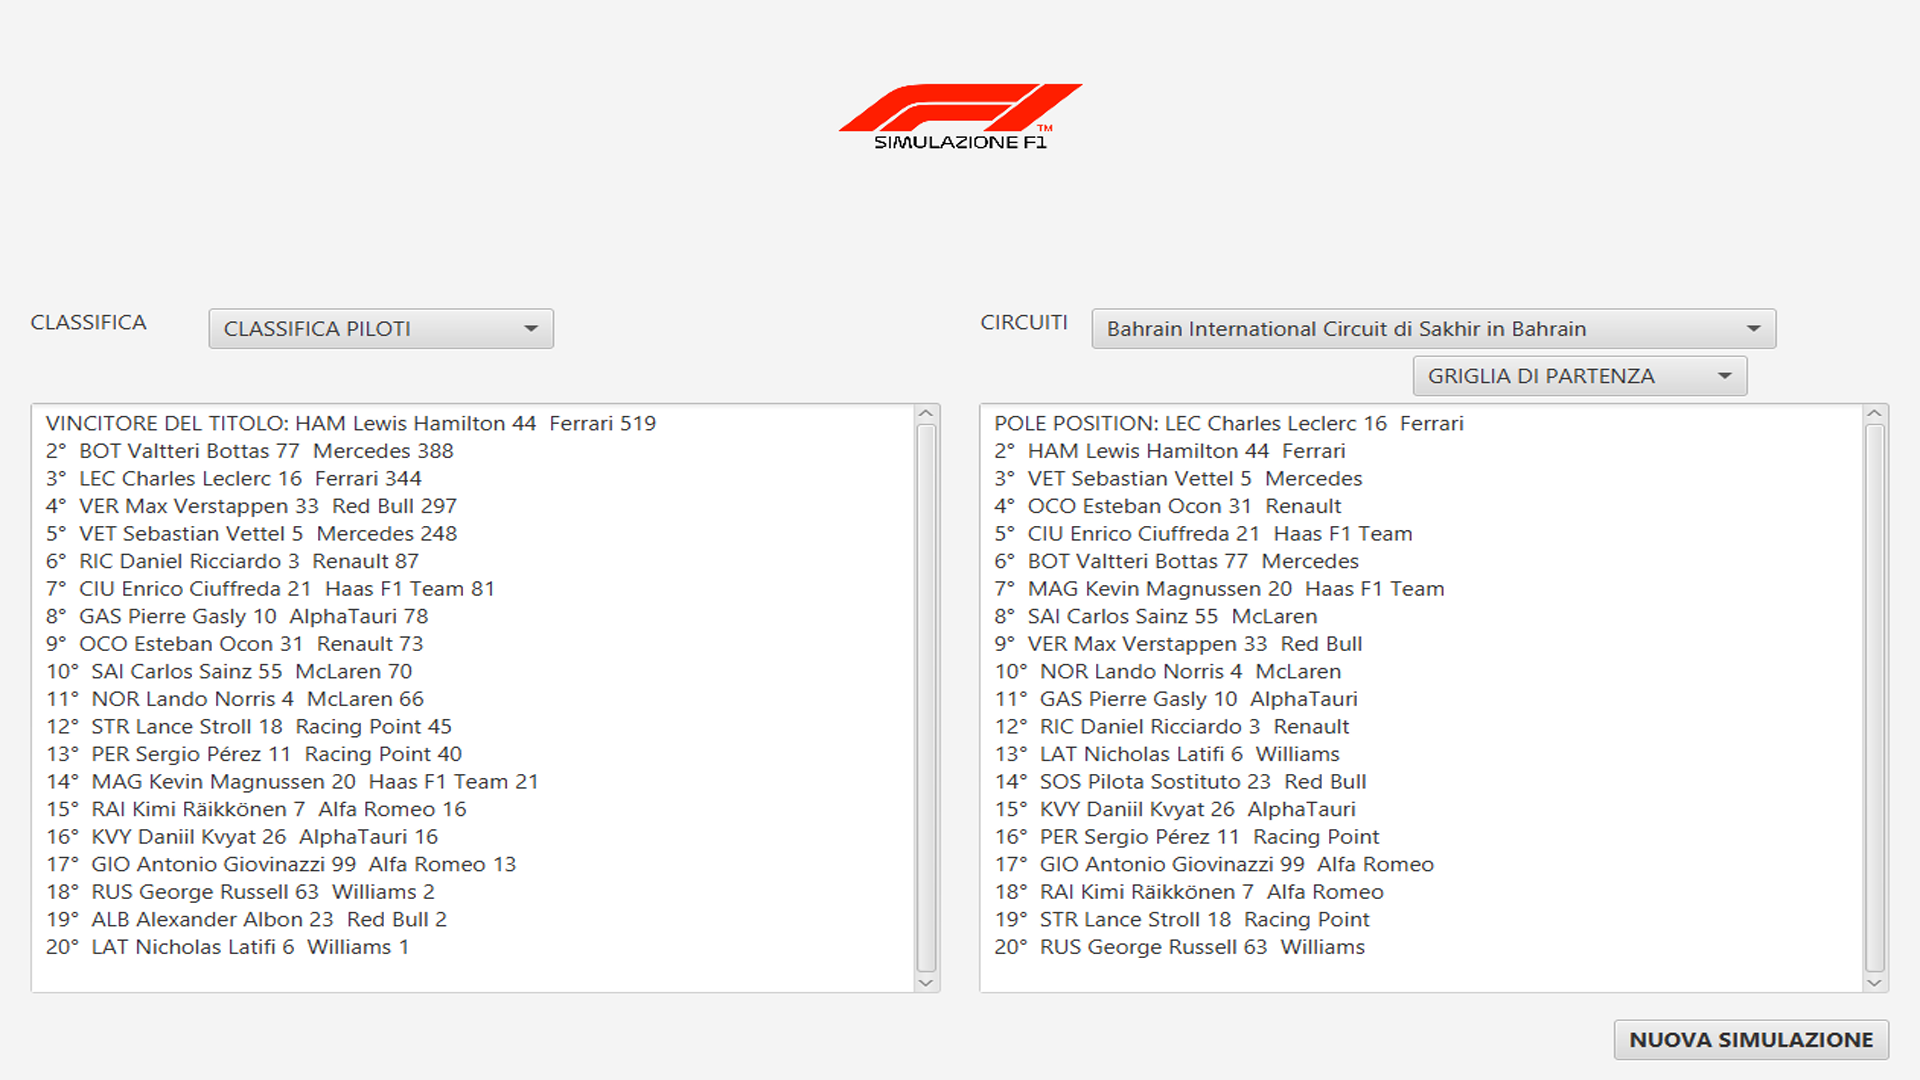 TM
SIMULAZIONE F1
CLASSIFICA
CLASSIFICA PILOTI
CIRCUITI
Bahrain International Circuit di Sakhir in Bahrain
GRIGLIA DI PARTENZA
VINCITORE DEL TITOLO: HAM Lewis Hamilton 44  Ferrari 519
2°  BOT Valtteri Bottas 77  Mercedes 388
3°  LEC Charles Leclerc 16  Ferrari 344
4°  VER Max Verstappen 33  Red Bull 297
5°  VET Sebastian Vettel 5  Mercedes 248
6°  RIC Daniel Ricciardo 3  Renault 87
7°  CIU Enrico Ciuffreda 21  Haas F1 Team 81
8°  GAS Pierre Gasly 10  AlphaTauri 78
9°  OCO Esteban Ocon 31  Renault 73
10°  SAI Carlos Sainz 55  McLaren 70
11°  NOR Lando Norris 4  McLaren 66
12°  STR Lance Stroll 18  Racing Point 45
13°  PER Sergio Pérez 11  Racing Point 40
14°  MAG Kevin Magnussen 20  Haas F1 Team 21
15°  RAI Kimi Räikkönen 7  Alfa Romeo 16
16°  KVY Daniil Kvyat 26  AlphaTauri 16
17°  GIO Antonio Giovinazzi 99  Alfa Romeo 13
18°  RUS George Russell 63  Williams 2
19°  ALB Alexander Albon 23  Red Bull 2
20°  LAT Nicholas Latifi 6  Williams 1
POLE POSITION: LEC Charles Leclerc 16  Ferrari
2°  HAM Lewis Hamilton 44  Ferrari
3°  VET Sebastian Vettel 5  Mercedes
4°  OCO Esteban Ocon 31  Renault
5°  CIU Enrico Ciuffreda 21  Haas F1 Team
6°  BOT Valtteri Bottas 77  Mercedes
7°  MAG Kevin Magnussen 20  Haas F1 Team
8°  SAI Carlos Sainz 55  McLaren
9°  VER Max Verstappen 33  Red Bull
10°  NOR Lando Norris 4  McLaren
11°  GAS Pierre Gasly 10  AlphaTauri
12°  RIC Daniel Ricciardo 3  Renault
13°  LAT Nicholas Latifi 6  Williams
14°  SOS Pilota Sostituto 23  Red Bull
15°  KVY Daniil Kvyat 26  AlphaTauri
16°  PER Sergio Pérez 11  Racing Point
17°  GIO Antonio Giovinazzi 99  Alfa Romeo
18°  RAI Kimi Räikkönen 7  Alfa Romeo
19°  STR Lance Stroll 18  Racing Point
20°  RUS George Russell 63  Williams
NUOVA SIMULAZIONE